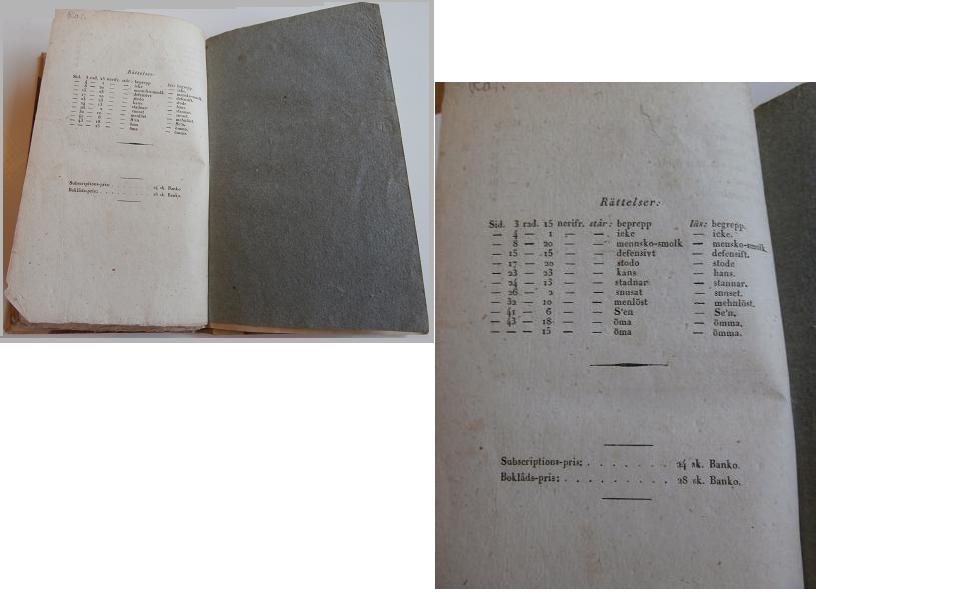 Rättelser:
Sid. 3 rad. 15 nerifr. står: beprepp läs: begrepp.
— 4 — 1 — — icke — icke.
— 8 — 20 — — mennsko-smolk — mensko-smolk.
— 15 — 15 — — defensivt — defensift.
— 17 — 20 — — stodo — stode
— 23 — 23 — — kans — hans.
— 24 — 13 — — stadnar — stannar.
— 26 — 2 — — snusat — snuset.
— 32 — 10 — — menlöst — mehnlöst.
— 41 — 6 — — S'en — Se'n.
— 43 — 18 — — öma — ömma.
— — — 15 — — öma — ömma.
Subscriptions-pris: . . . . . . . 24 sk. Banko.
Boklåds-pris: . . . . . . . . . 28 sk. Banko.